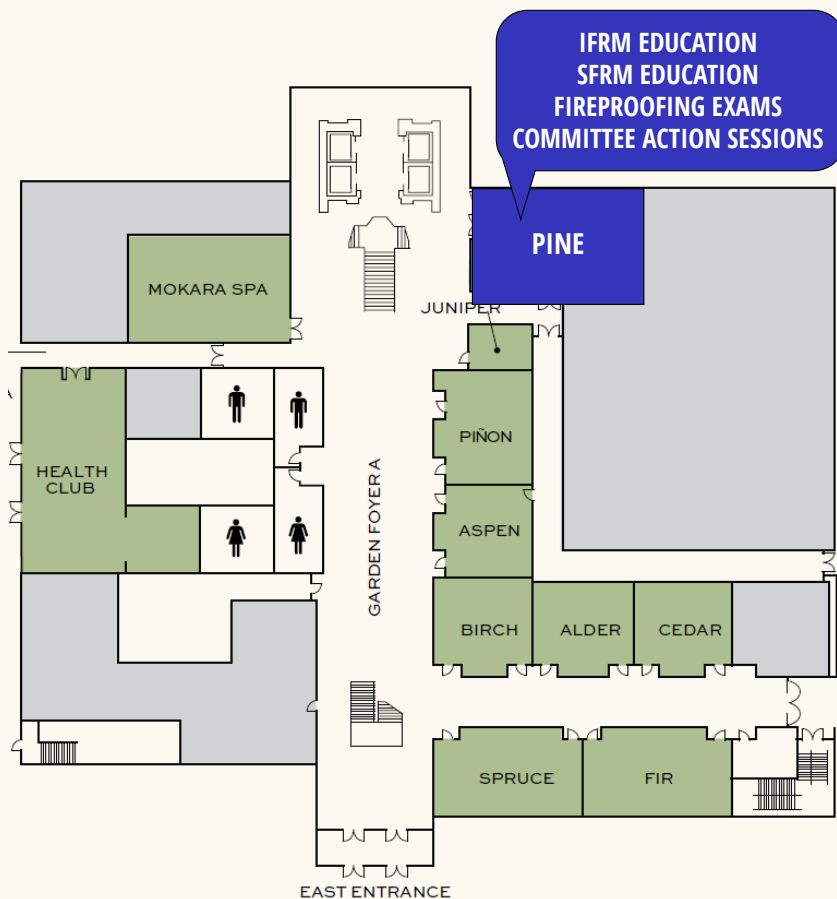 IFRM EDUCATION
SFRM EDUCATION
FIREPROOFING EXAMS
COMMITTEE ACTION SESSIONS
PINE
MOKARA SPA
JUNIPER
PIÑON
HEALTH
CLUB
GARDEN FOYER A
ASPEN
BIRCH
ALDER
CEDAR
SPRUCE
FIR
EAST ENTRANCE